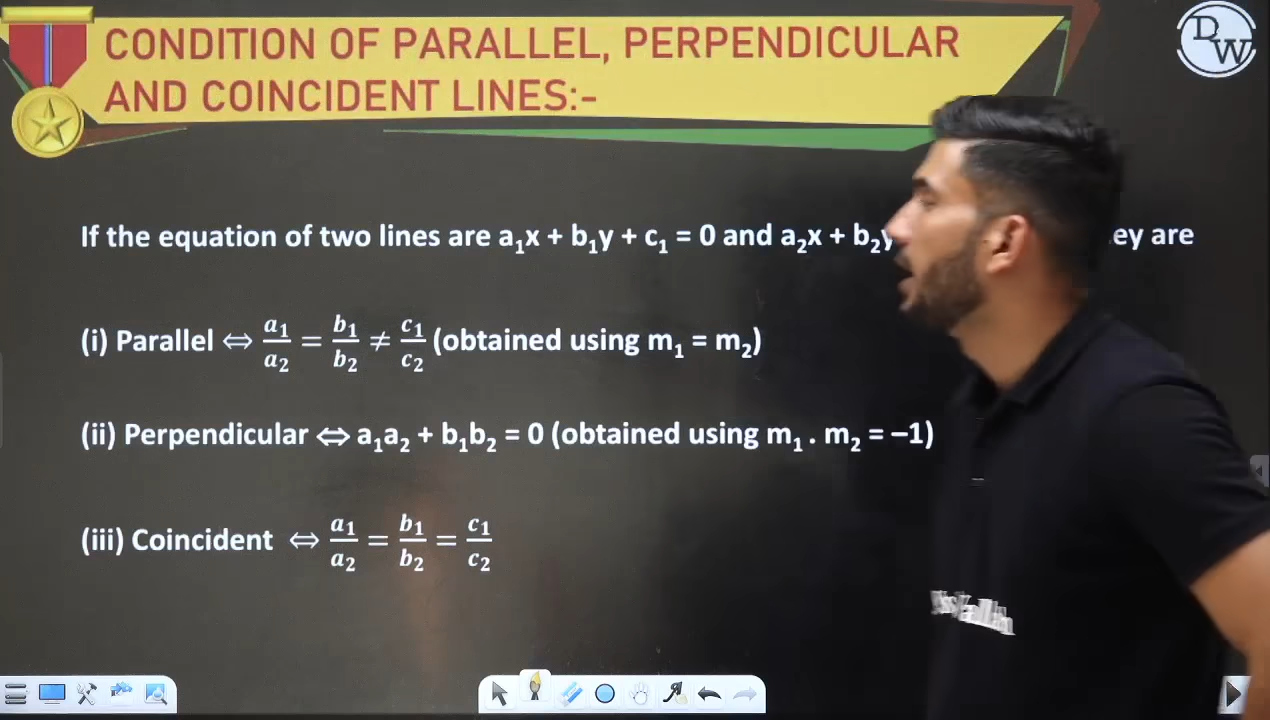 CONDITION OF PARALLEL, PERPENDICULAR
AND COINCIDENT LINES:-
DW
If the equation of two lines are a₁x + b₁y + c₁ = 0 and a₂x + b₂y ey are
(i) Parallel ⇔ a₁/a₂ = b₁/b₂ ≠ c₁/c₂ (obtained using m₁ = m₂)
(ii) Perpendicular ⇔ a₁a₂ + b₁b₂ = 0 (obtained using m₁ . m₂ = –1)
(iii) Coincident ⇔ a₁/a₂ = b₁/b₂ = c₁/c₂